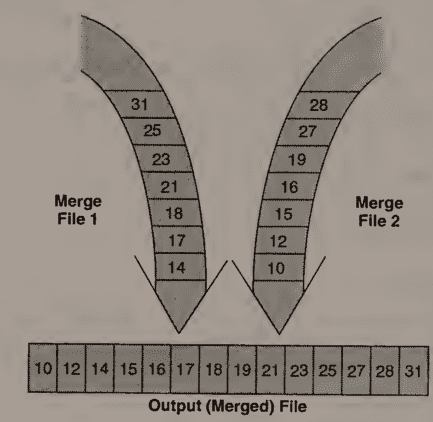 31
25
23
21
18
17
14
28
27
19
16
15
12
10
Merge
File 1
Merge
File 2
10 12 14 15 16 17 18 19 21 23 25 27 28 31
Output (Merged) File